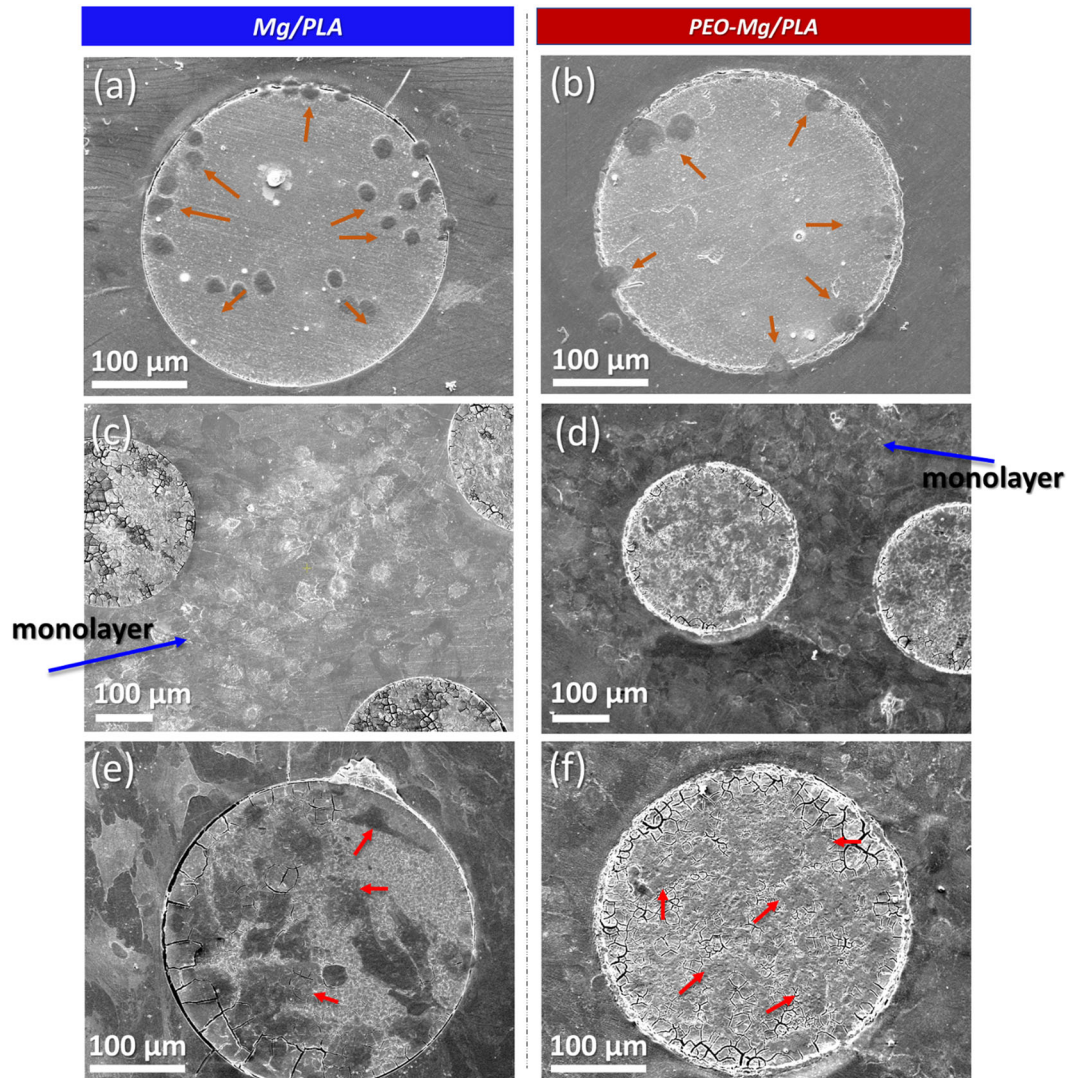 Mg/PLA
PEO-Mg/PLA
(a)
100 µm
(b)
100 µm
(c)
monolayer
100 µm
(d)
monolayer
100 µm
(e)
100 µm
(f)
100 µm